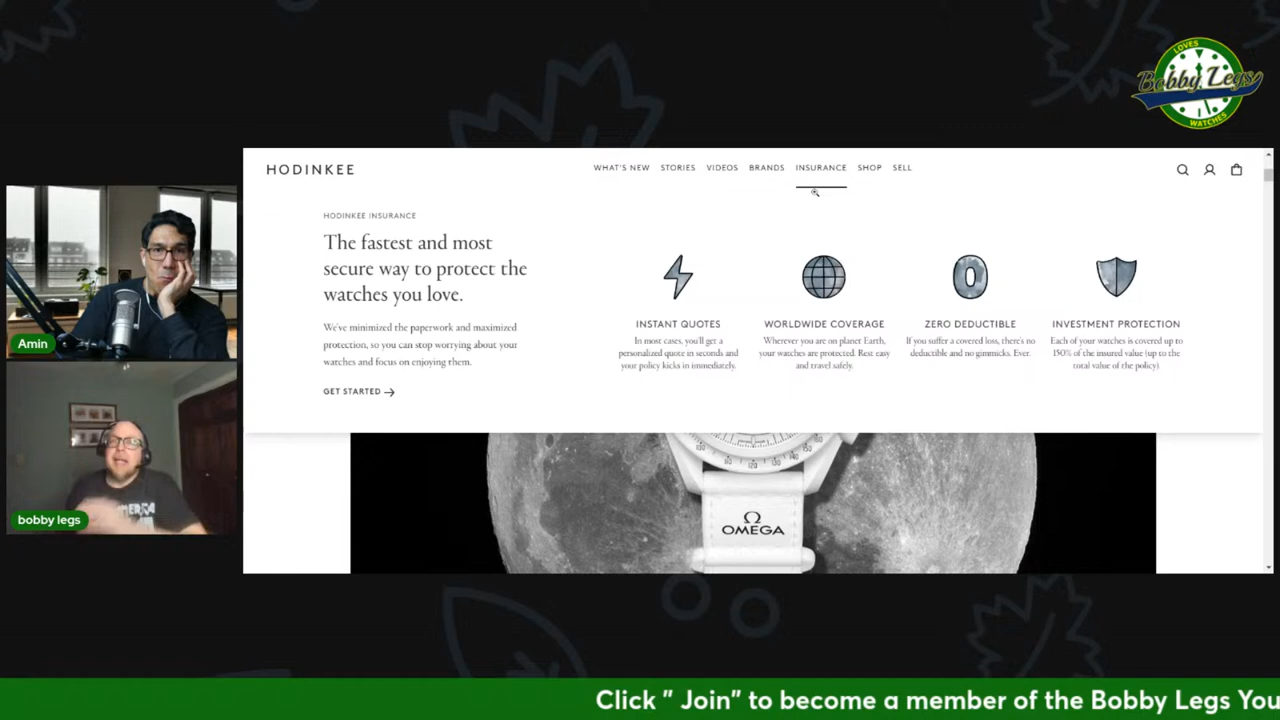 LOVES
Bobby Legs
WATCHES
HODINKEE
WHAT'S NEW STORIES VIDEOS BRANDS INSURANCE SHOP SELL
HODINKEE INSURANCE
The fastest and most
secure way to protect the
watches you love.
We've minimized the paperwork and maximized
protection, so you can stop worrying about your
watches and focus on enjoying them.
GET STARTED
INSTANT QUOTES
In most cases, you'll get a
personalized quote in seconds and
your policy kicks in immediately.
WORLDWIDE COVERAGE
Wherever you are on planet Earth,
your watches are protected. Rest easy
and travel safely.
0
ZERO DEDUCTIBLE
If you suffer a covered loss, there's no
deductible and no gimmicks. Ever.
INVESTMENT PROTECTION
Each of your watches is covered up to
150% of the insured value (up to the
total value of the policy)
Amin
bobby legs
Ω
OMEGA
Click " Join" to become a member of the Bobby Legs You